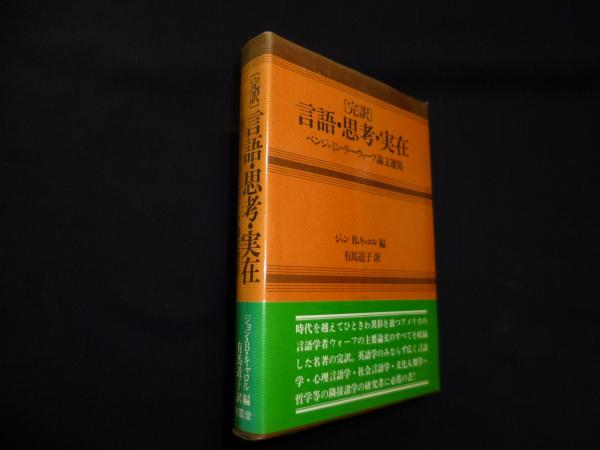 [完訳]
言語・思考・実在
ベンジャミン・リー・ウォーフ論文選集
ジョン B.キャロル 編
有馬道子 訳
時代を越えてひときわ異彩を放つアメリカの
言語学者ウォーフの主要論文のすべてを収録
した名著の完訳。英語学のみならず広く言語
学・心理言語学・社会言語学・文化人類学・
哲学等の隣接諸学の研究者に必携の書!
[完訳] 言語・思考・実在
ジョン・B・キャロル 編
有馬道子 訳